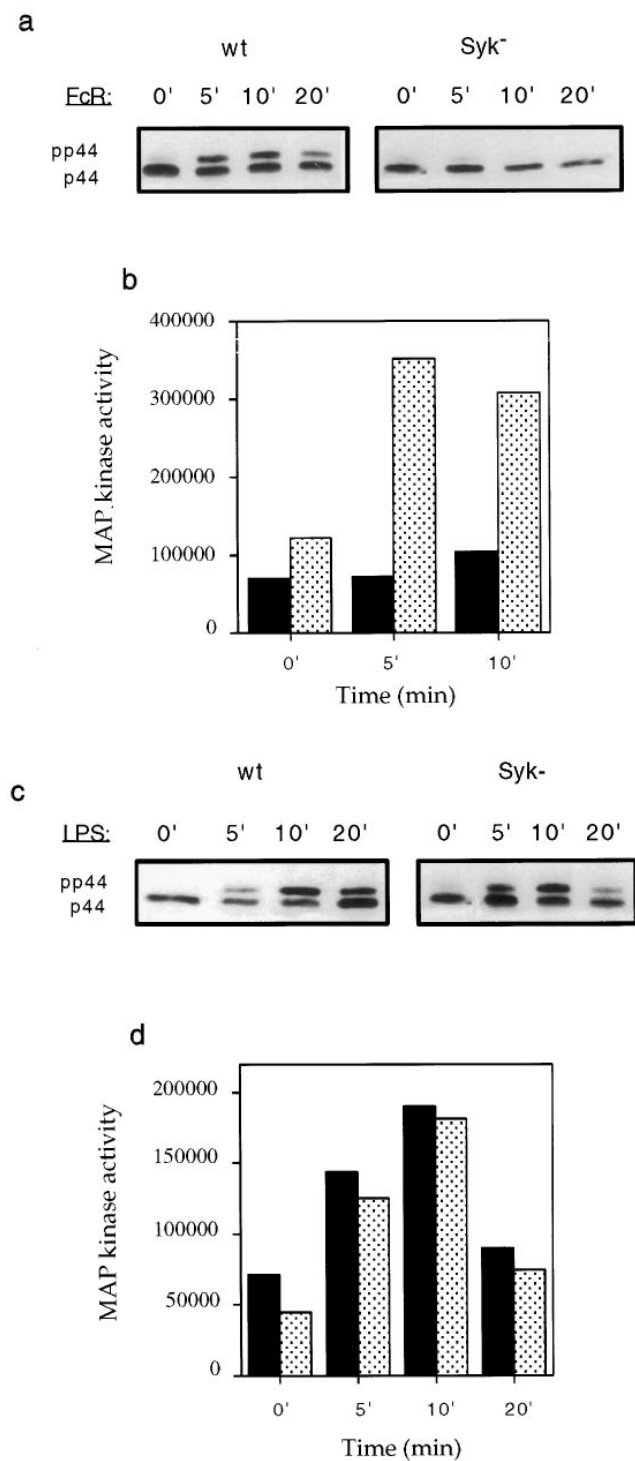 a
wt Syk⁻
FcR: 0' 5' 10' 20' 0' 5' 10' 20'
pp44
p44
b
400000
300000
200000
100000
0
MAP.kinase activity
0' 5' 10'
Time (min)
wt Syk-
c
LPS: 0' 5' 10' 20' 0' 5' 10' 20'
pp44
p44
d
200000
150000
100000
50000
0
MAP kinase activity
0' 5' 10' 20'
Time (min)